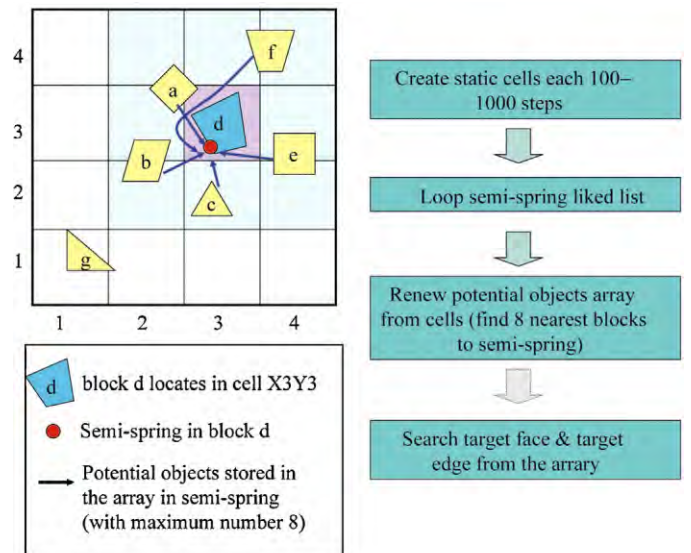 4
3
2
1
f
a
d
b
e
c
g
1 2 3 4
d
block d locates in cell X3Y3
Semi-spring in block d
Potential objects stored in
the array in semi-spring
(with maximum number 8)
Create static cells each 100–
1000 steps
Loop semi-spring liked list
Renew potential objects array
from cells (find 8 nearest blocks
to semi-spring)
Search target face & target
edge from the arrary